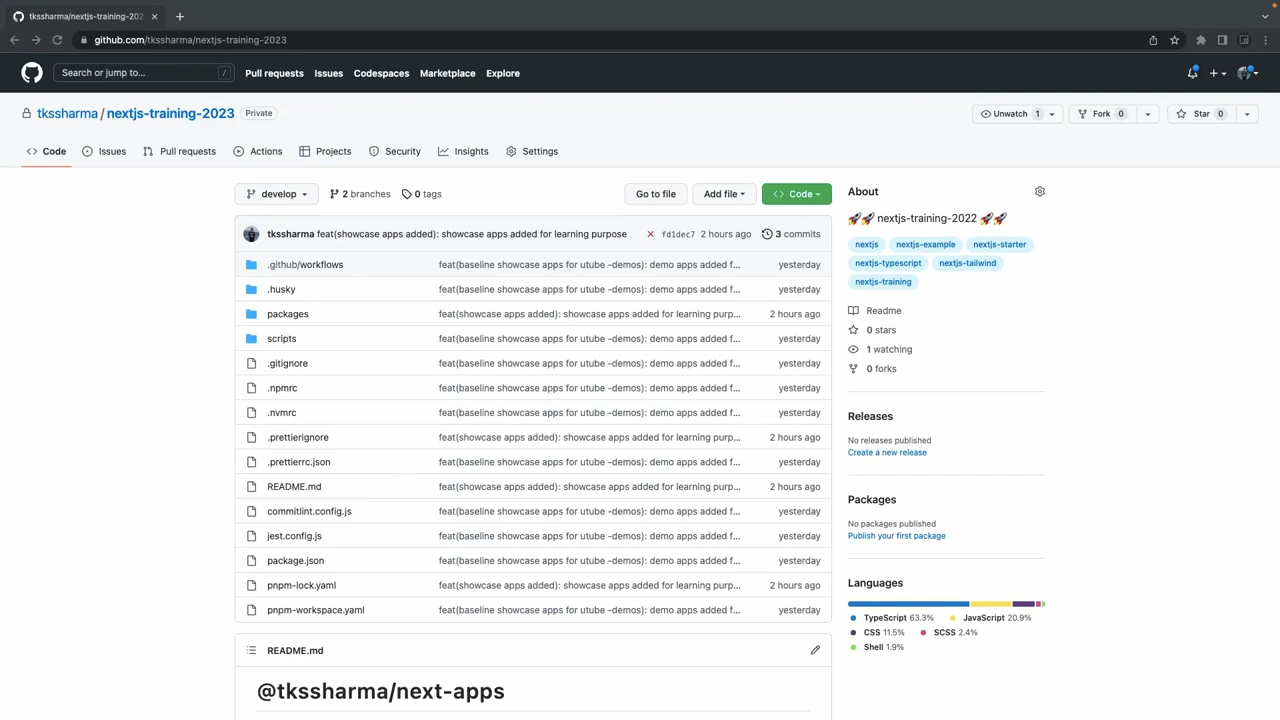 tkssharma/nextjs-training-202
github.com/tkssharma/nextjs-training-2023
Search or jump to...
/
Pull requests
Issues
Codespaces
Marketplace
Explore
tkssharma / nextjs-training-2023
Private
Unwatch 1
Fork 0
Star 0
Code
Issues
Pull requests
Actions
Projects
Security
Insights
Settings
develop
2 branches
0 tags
Go to file
Add file
Code
tkssharma feat(showcase apps added): showcase apps added for learning purpose
fd1dec7 2 hours ago
3 commits
.github/workflows feat(baseline showcase apps for utube -demos): demo apps added f... yesterday
.husky feat(baseline showcase apps for utube -demos): demo apps added f... yesterday
packages feat(showcase apps added): showcase apps added for learning purp... 2 hours ago
scripts feat(baseline showcase apps for utube -demos): demo apps added f... yesterday
.gitignore feat(baseline showcase apps for utube -demos): demo apps added f... yesterday
.npmrc feat(baseline showcase apps for utube -demos): demo apps added f... yesterday
.nvmrc feat(baseline showcase apps for utube -demos): demo apps added f... yesterday
.prettierignore feat(showcase apps added): showcase apps added for learning purp... 2 hours ago
.prettierrc.json feat(baseline showcase apps for utube -demos): demo apps added f... yesterday
README.md feat(showcase apps added): showcase apps added for learning purp... 2 hours ago
commitlint.config.js feat(baseline showcase apps for utube -demos): demo apps added f... yesterday
jest.config.js feat(baseline showcase apps for utube -demos): demo apps added f... yesterday
package.json feat(baseline showcase apps for utube -demos): demo apps added f... yesterday
pnpm-lock.yaml feat(showcase apps added): showcase apps added for learning purp... 2 hours ago
pnpm-workspace.yaml feat(baseline showcase apps for utube -demos): demo apps added f... yesterday
README.md
@tkssharma/next-apps
About
🚀🚀 nextjs-training-2022 🚀🚀
nextjs nextjs-example nextjs-starter
nextjs-typescript nextjs-tailwind
nextjs-training
Readme
0 stars
1 watching
0 forks
Releases
No releases published
Create a new release
Packages
No packages published
Publish your first package
Languages
TypeScript 63.3% JavaScript 20.9%
CSS 11.5% SCSS 2.4%
Shell 1.9%